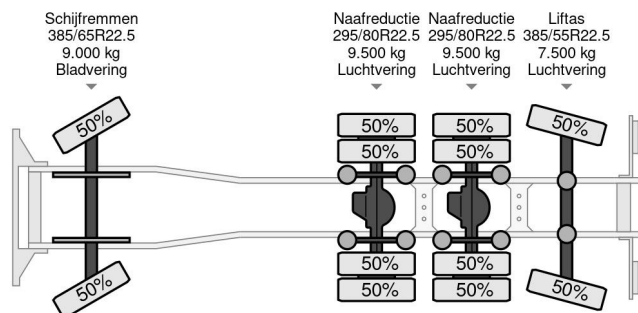 Schijfremmen
385/65R22.5
9.000 kg
Bladvering
Naafreductie
295/80R22.5
9.500 kg
Luchtvering
Naafreductie
295/80R22.5
9.500 kg
Luchtvering
Liftas
385/55R22.5
7.500 kg
Luchtvering
50%
50%
50%
50%
50%
50%
50%
50%
50%
50%
50%
50%